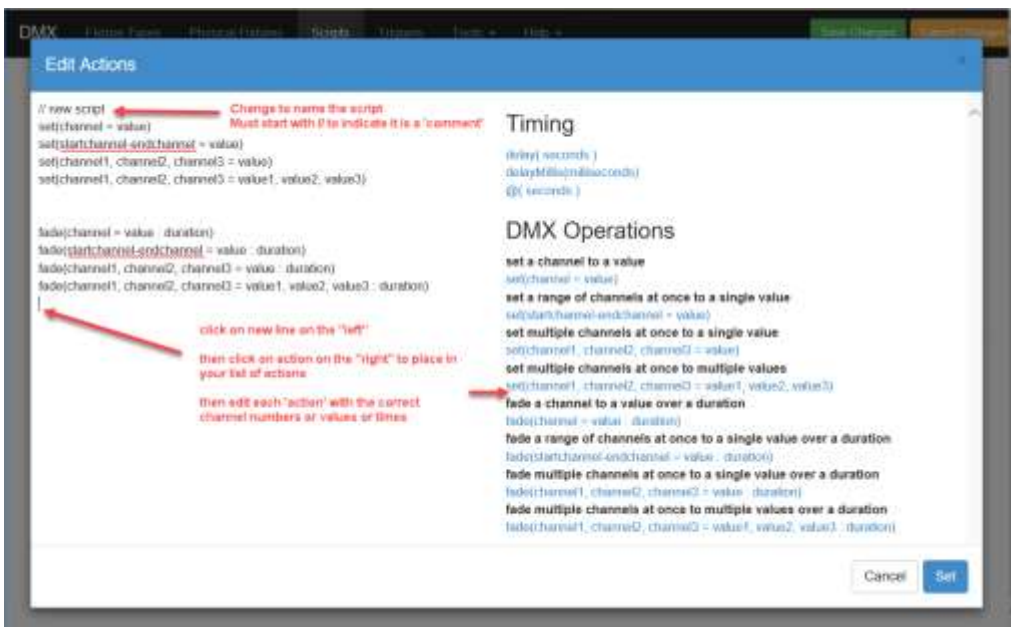 DMX Fixture Types Physical Fixtures Scripts Triggers Tools Help Save Changes
Edit Actions
// new script
set(channel = value)
set(startchannel-endchannel = value)
set(channel1, channel2, channel3 = value)
set(channel1, channel2, channel3 = value1, value2, value3)
fade(channel = value : duration)
fade(startchannel-endchannel = value : duration)
fade(channel1, channel2, channel3 = value : duration)
fade(channel1, channel2, channel3 = value1, value2, value3 : duration)
Change to name the script.
Must start with // to indicate it is a 'comment'
click on new line on the "left"
then click on action on the "right" to place in
your list of actions
then edit each 'action' with the correct
channel numbers or values or times
Timing
delay( seconds )
delayMillis(milliseconds)
@( seconds )
DMX Operations
set a channel to a value
set(channel = value)
set a range of channels at once to a single value
set(startchannel-endchannel = value)
set multiple channels at once to a single value
set(channel1, channel2, channel3 = value)
set multiple channels at once to multiple values
set(channel1, channel2, channel3 = value1, value2, value3)
fade a channel to a value over a duration
fade(channel = value : duration)
fade a range of channels at once to a single value over a duration
fade(startchannel-endchannel = value : duration)
fade multiple channels at once to a single value over a duration
fade(channel1, channel2, channel3 = value : duration)
fade multiple channels at once to multiple values over a duration
fade(channel1, channel2, channel3 = value1, value2, value3 : duration)
Cancel Set